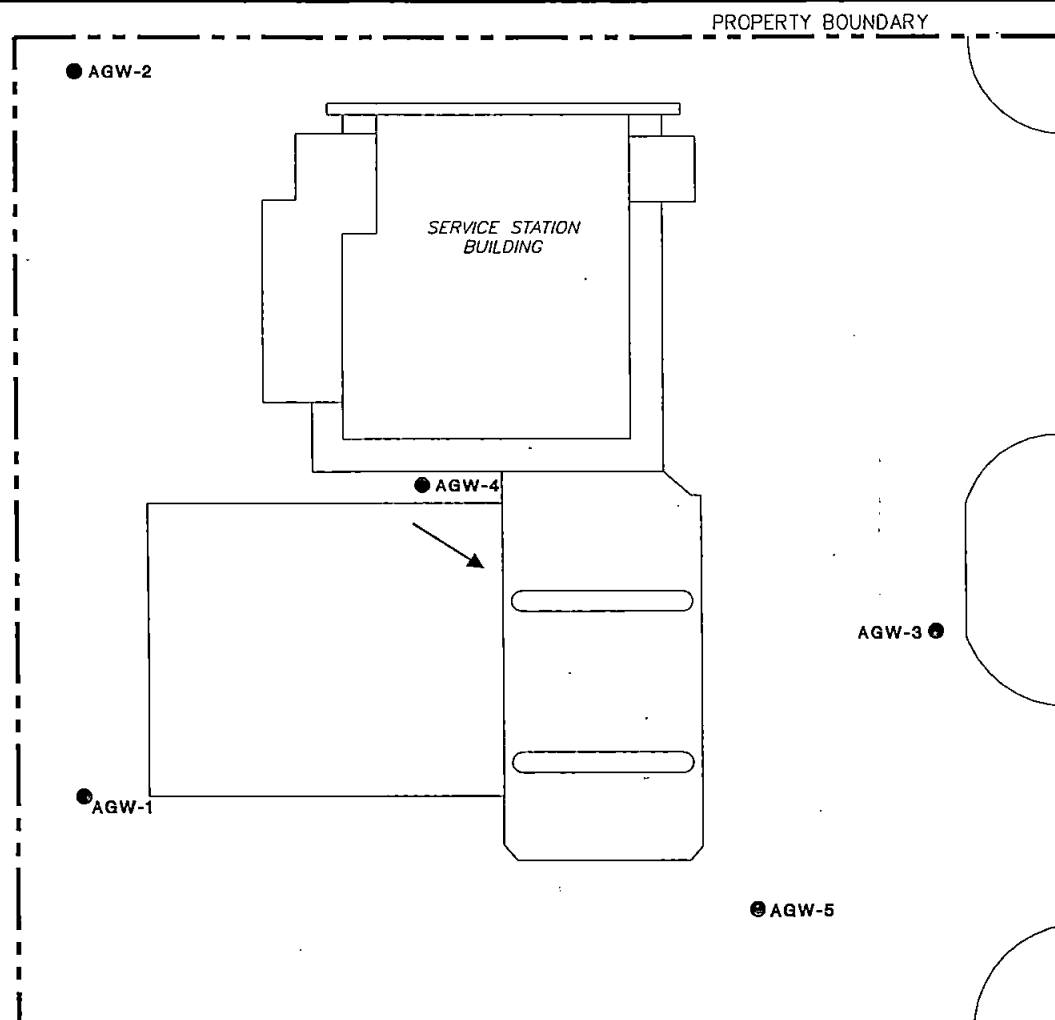 PROPERTY BOUNDARY
AGW-2
SERVICE STATION
BUILDING
AGW-4
AGW-3
AGW-1
AGW-5